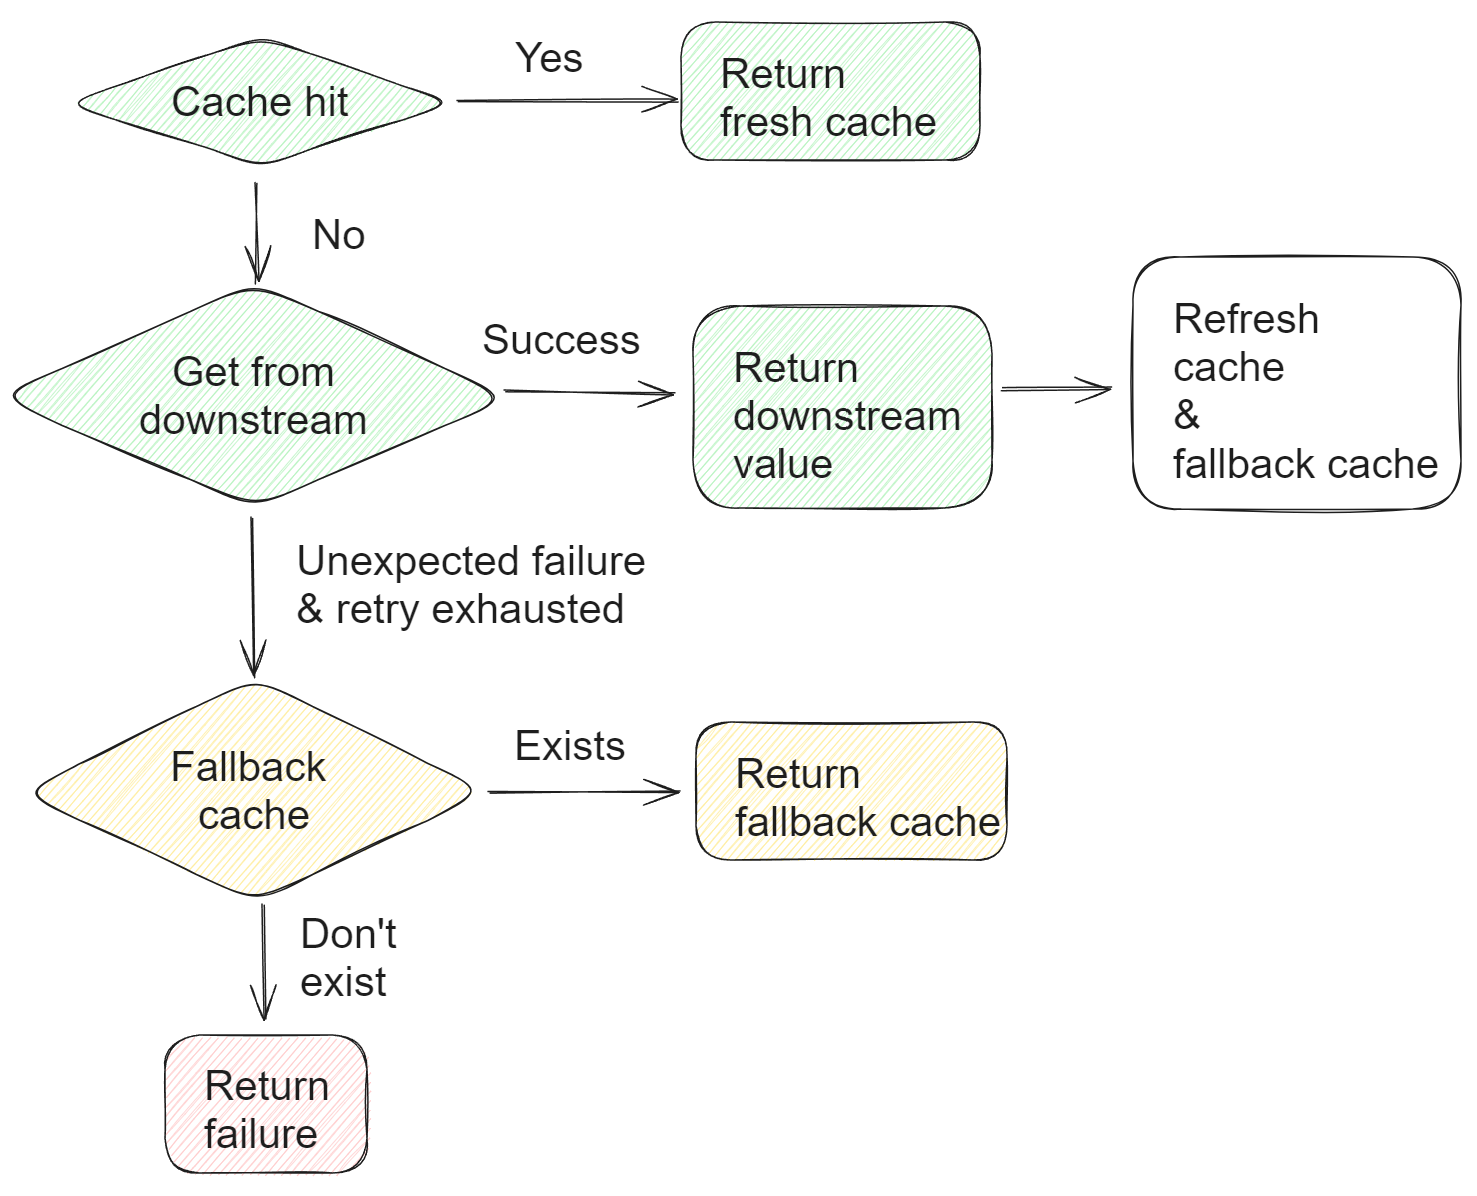 Cache hit
Yes
Return
fresh cache
No
Get from
downstream
Success
Return
downstream
value
Refresh
cache
&
fallback cache
Unexpected failure
& retry exhausted
Fallback
cache
Exists
Return
fallback cache
Don't
exist
Return
failure